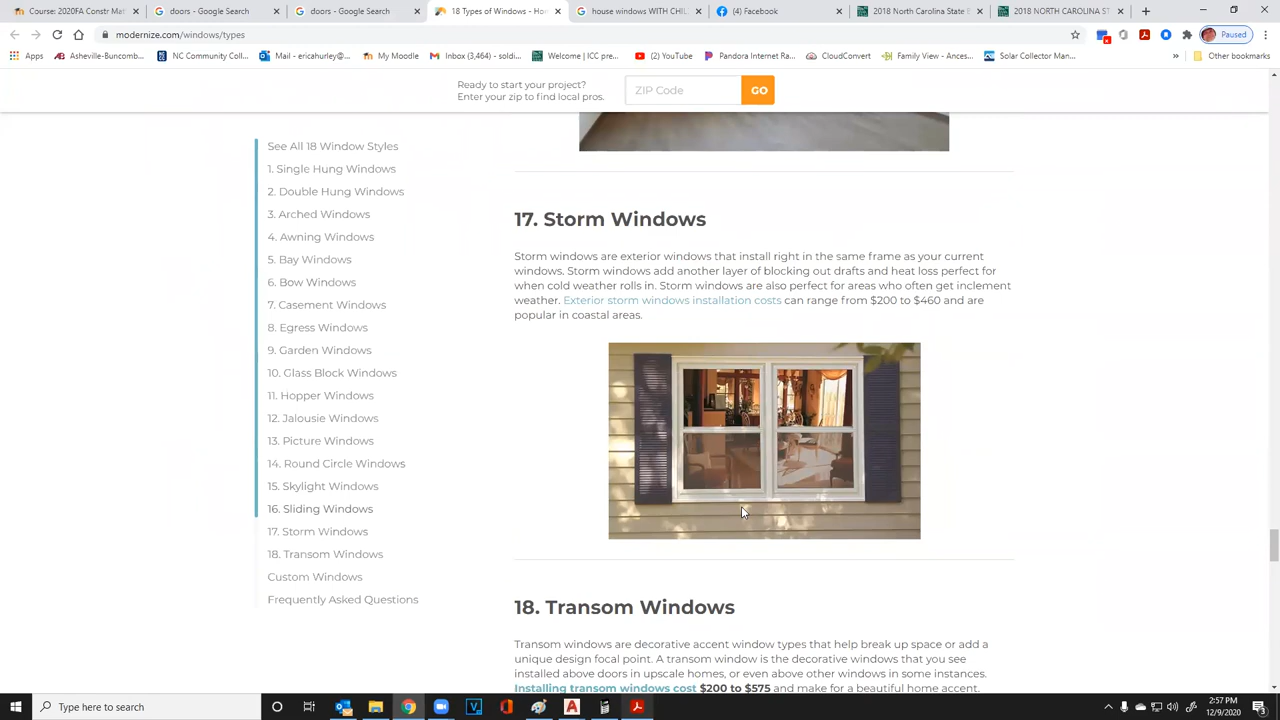 Course: 2020FA Constr Mat
doors - Google Search
doors - Google Search
18 Types of Windows - Ho
house windows WITH CHIL
(4) Facebook
2018 North Carolina State E
2018 NORTH CAROLINA ST
modernize.com/windows/types
Paused
Apps
Asheville-Buncomb...
NC Community Coll...
Mail - ericahurley@...
My Moodle
Inbox (3,464) - soldi...
Welcome | ICC pre...
(2) YouTube
Pandora Internet Ra...
CloudConvert
Family View - Ances...
Solar Collector Man...
»
Other bookmarks
Ready to start your project?
Enter your zip to find local pros.
ZIP Code
GO
See All 18 Window Styles
1. Single Hung Windows
2. Double Hung Windows
3. Arched Windows
4. Awning Windows
5. Bay Windows
6. Bow Windows
7. Casement Windows
8. Egress Windows
9. Garden Windows
10. Glass Block Windows
11. Hopper Windows
12. Jalousie Windows
13. Picture Windows
14. Round Circle Windows
15. Skylight Windows
16. Sliding Windows
17. Storm Windows
18. Transom Windows
Custom Windows
Frequently Asked Questions
17. Storm Windows
Storm windows are exterior windows that install right in the same frame as your current
windows. Storm windows add another layer of blocking out drafts and heat loss perfect for
when cold weather rolls in. Storm windows are also perfect for areas who often get inclement
weather. Exterior storm windows installation costs can range from $200 to $460 and are
popular in coastal areas.
18. Transom Windows
Transom windows are decorative accent window types that help break up space or add a
unique design focal point. A transom window is the decorative windows that you see
installed above doors in upscale homes, or even above other windows in some instances.
Installing transom windows cost $200 to $575 and make for a beautiful home accent.
Type here to search
2:57 PM
12/9/2020